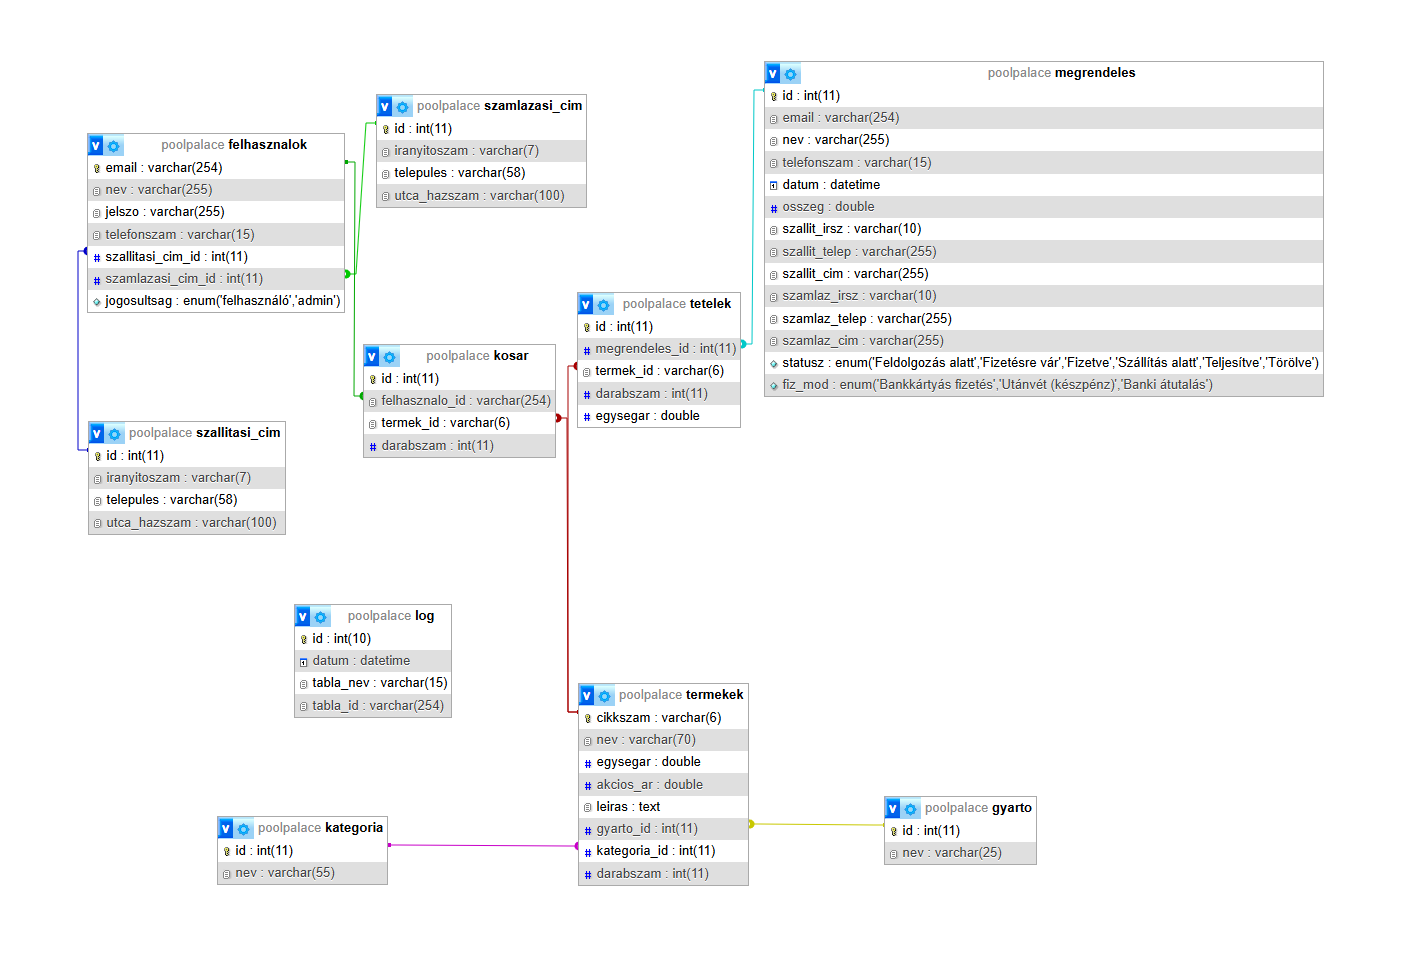 poolpalace megrendeles
id : int(11)
email : varchar(254)
nev : varchar(255)
telefonszam : varchar(15)
datum : datetime
osszeg : double
szallit_irsz : varchar(10)
szallit_telep : varchar(255)
szallit_cim : varchar(255)
szamlaz_irsz : varchar(10)
szamlaz_telep : varchar(255)
szamlaz_cim : varchar(255)
statusz : enum('Feldolgozás alatt','Fizetésre vár','Fizetve','Szállítás alatt','Teljesítve','Törölve')
fiz_mod : enum('Bankkártyás fizetés','Utánvét (készpénz)','Banki átutalás')
poolpalace szamlazasi_cim
id : int(11)
iranyitoszam : varchar(7)
telepules : varchar(58)
utca_hazszam : varchar(100)
poolpalace felhasznalok
email : varchar(254)
nev : varchar(255)
jelszo : varchar(255)
telefonszam : varchar(15)
szallitasi_cim_id : int(11)
szamlazasi_cim_id : int(11)
jogosultsag : enum('felhasználó','admin')
poolpalace tetelek
id : int(11)
megrendeles_id : int(11)
termek_id : varchar(6)
darabszam : int(11)
egysegar : double
poolpalace kosar
id : int(11)
felhasznalo_id : varchar(254)
termek_id : varchar(6)
darabszam : int(11)
poolpalace szallitasi_cim
id : int(11)
iranyitoszam : varchar(7)
telepules : varchar(58)
utca_hazszam : varchar(100)
poolpalace log
id : int(10)
datum : datetime
tabla_nev : varchar(15)
tabla_id : varchar(254)
poolpalace termekek
cikkszam : varchar(6)
nev : varchar(70)
egysegar : double
akcios_ar : double
leiras : text
gyarto_id : int(11)
kategoria_id : int(11)
darabszam : int(11)
poolpalace gyarto
id : int(11)
nev : varchar(25)
poolpalace kategoria
id : int(11)
nev : varchar(55)